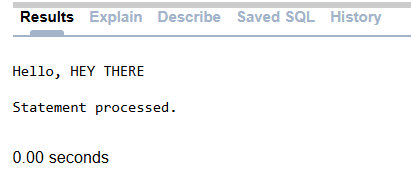 Results Explain Describe Saved SQL History
Hello, HEY THERE
Statement processed.
0.00 seconds